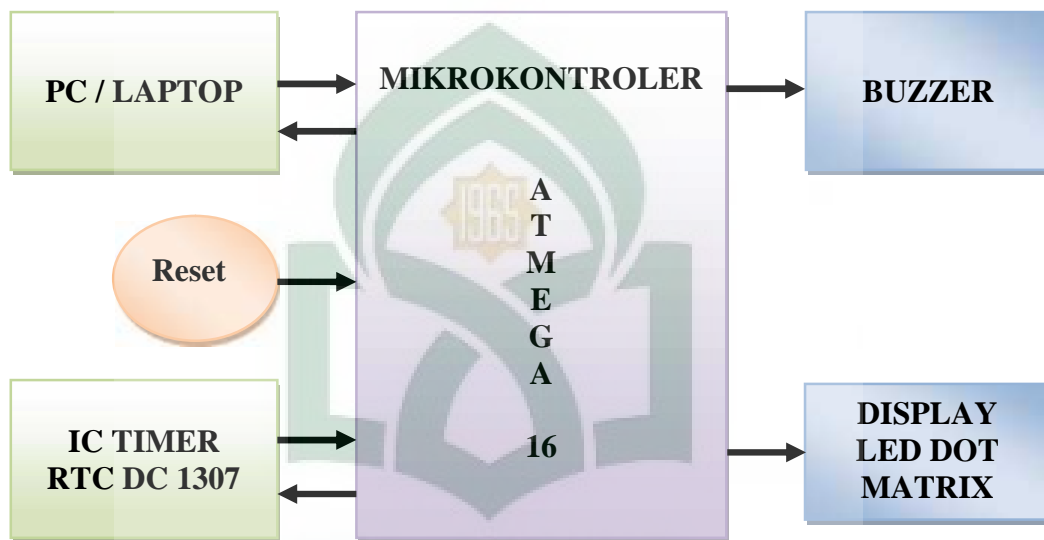 PC / LAPTOP
MIKROKONTROLER
BUZZER
1965
A
T
M
E
G
A
16
Reset
IC TIMER
RTC DC 1307
DISPLAY
LED DOT
MATRIX